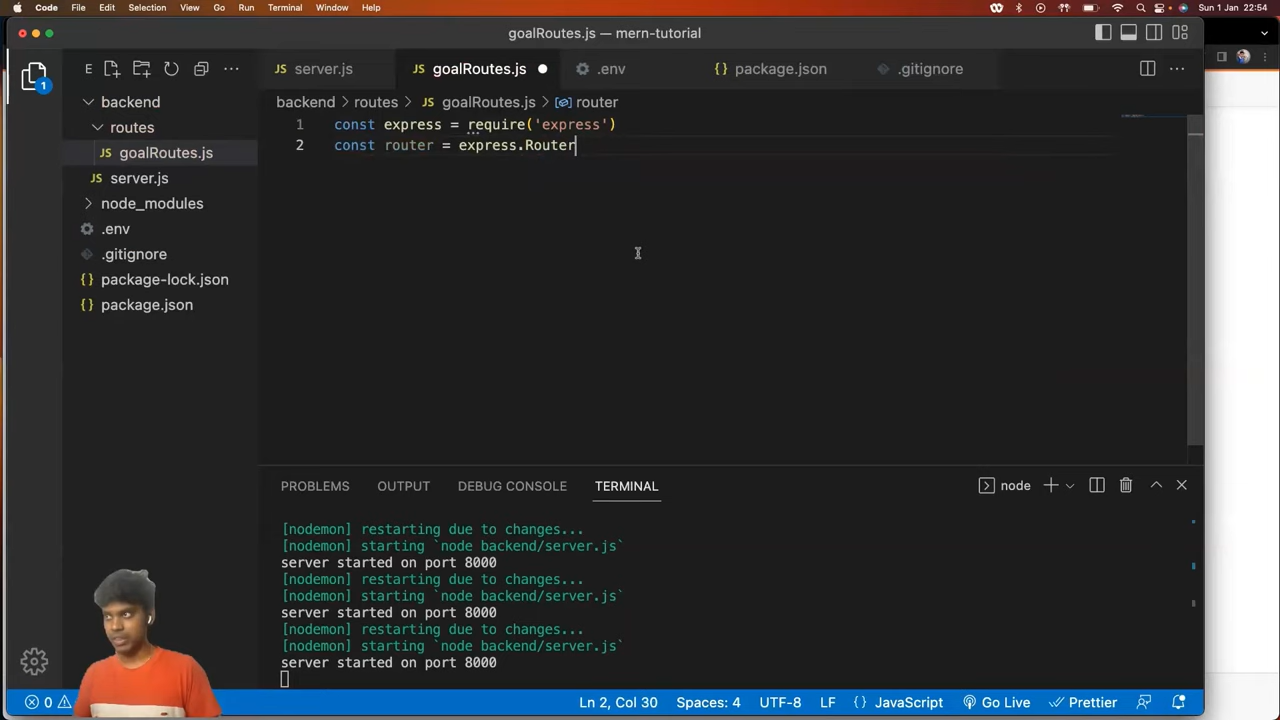 Code File Edit Selection View Go Run Terminal Window Help Sun 1 Jan 22:54
goalRoutes.js — mern-tutorial
E ...
server.js goalRoutes.js .env package.json .gitignore
backend > routes > JS goalRoutes.js > router
1 const express = require('express')
2 const router = express.Router
backend
routes
JS goalRoutes.js
JS server.js
node_modules
.env
.gitignore
{} package-lock.json
{} package.json
1
PROBLEMS OUTPUT DEBUG CONSOLE TERMINAL node
[nodemon] restarting due to changes...
[nodemon] starting `node backend/server.js`
server started on port 8000
[nodemon] restarting due to changes...
[nodemon] starting `node backend/server.js`
server started on port 8000
[nodemon] restarting due to changes...
[nodemon] starting `node backend/server.js`
server started on port 8000
0 Ln 2, Col 30 Spaces: 4 UTF-8 LF {} JavaScript Go Live Prettier